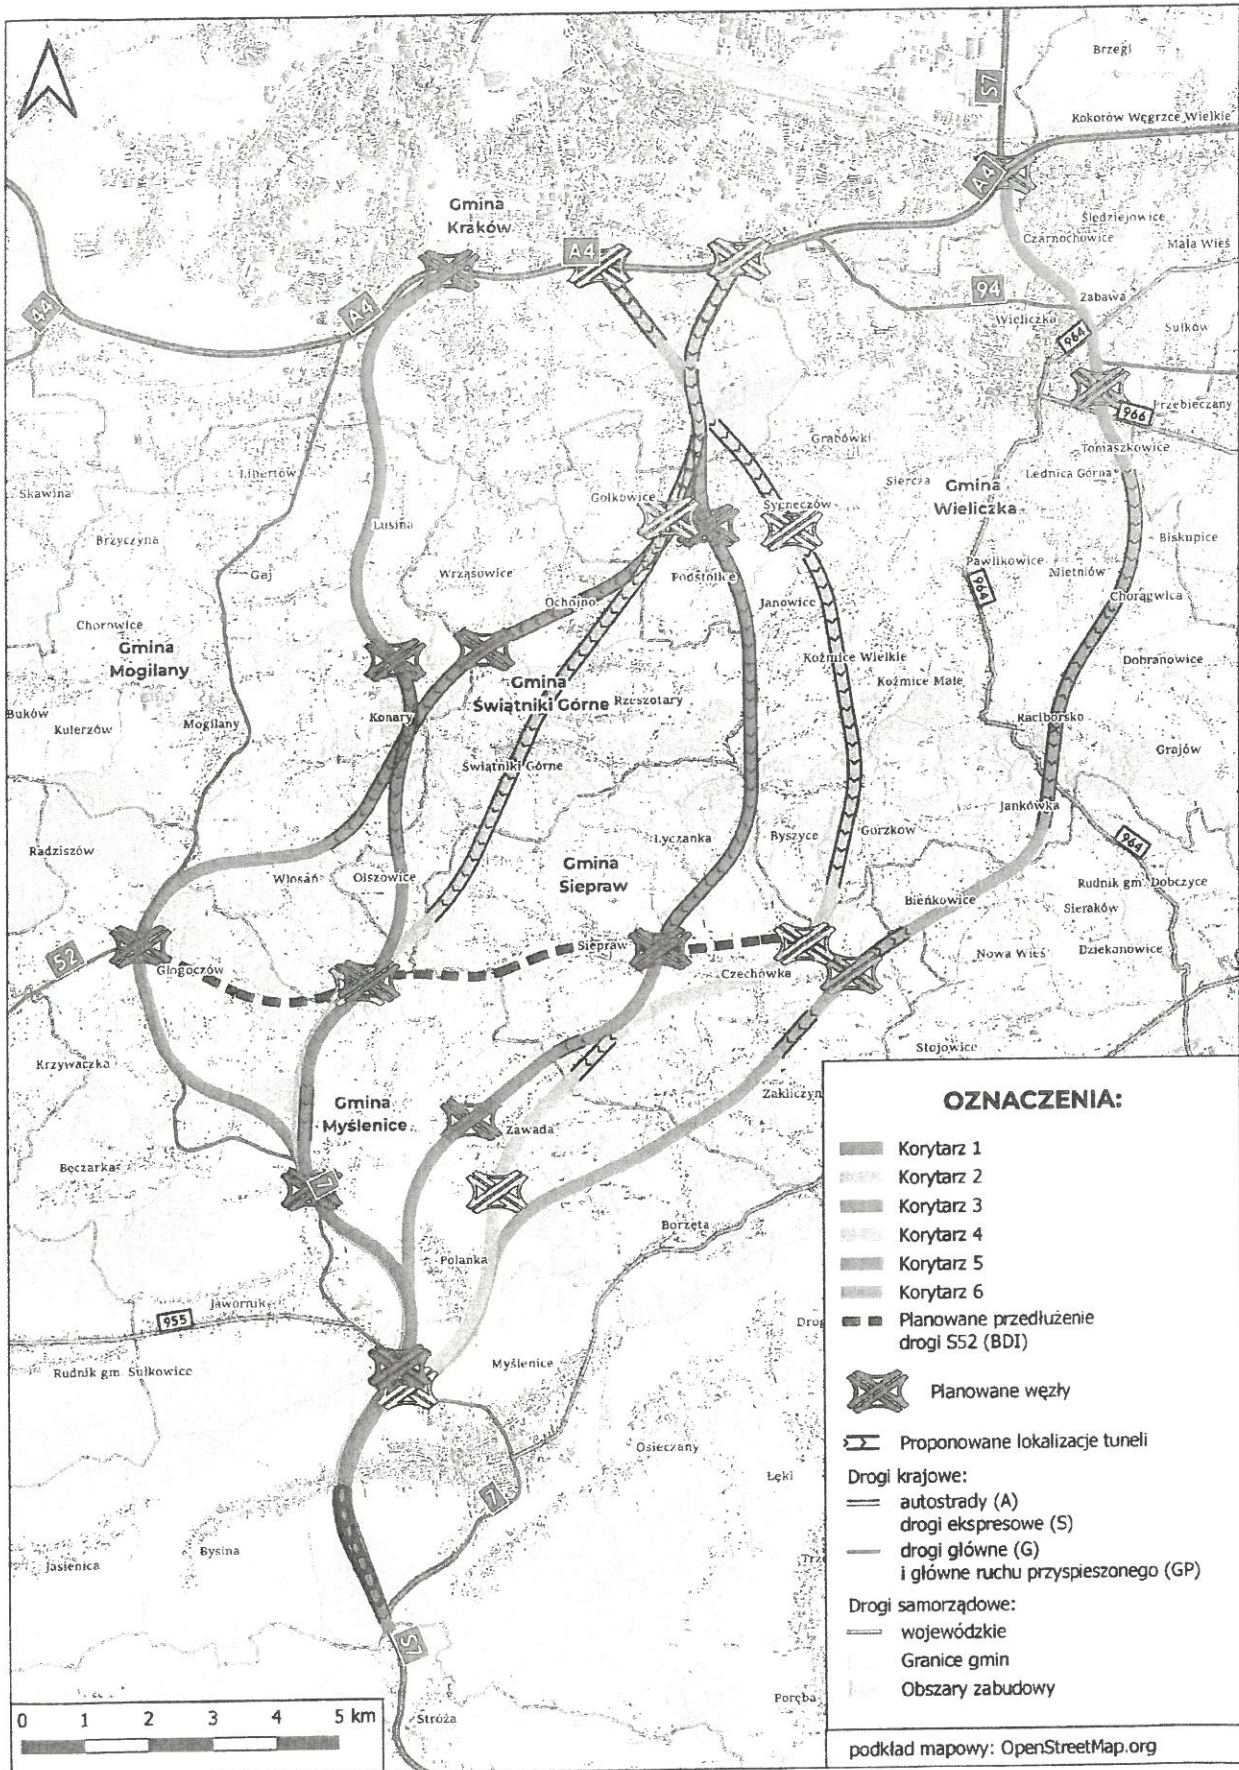 Brzegi
S7
Kokotów Węgrzce Wielkie
A4
Gmina
Kraków
Śledziejowice
Czarnochowice
Mała Wieś
A4
44
A4
94
Zabawa
Wieliczka
964
Sułków
Przebieczany
966
Grabówki
Tomaszkowice
Libertów
Siercza
Lednica Górna
Skawina
Gołkowice
Sygneczów
Gmina
Wieliczka
Lusina
Brzyczyna
Biskupice
Pawlikowice
Mietniów
Gaj
Wrząsowice
Podstolice
964
Ochojno
Janowice
Chorągwica
Chorowice
Gmina
Mogilany
Koźmice Wielkie
Dobranowice
Gmina
Świątniki Górne
Rzeszotary
Koźmice Małe
Buków
Kulerzów
Mogilany
Konary
Raciborsko
Grajów
Świątniki Górne
Jankówka
Łyczanka
Byszyce
Gorzków
964
Radziszów
Włosań
Olszowice
Gmina
Siepraw
Rudnik gm. Dobczyce
Bieńkowice
Sieraków
52
Siepraw
Głogoczów
Czechówka
Nowa Wieś
Dziekanowice
Stojowice
Krzywaczka
Gmina
Myślenice
Zawada
Zakliczyn
Bęczarka
7
Borzęta
Polanka
Jawornik
955
Rudnik gm. Sułkowice
Myślenice
Osieczany
Łęki
7
Bysina
Jasienica
S7
Poręba
Stróża
OZNACZENIA:
Korytarz 1
Korytarz 2
Korytarz 3
Korytarz 4
Korytarz 5
Korytarz 6
Planowane przedłużenie
drogi S52 (BDI)
Planowane węzły
Proponowane lokalizacje tuneli
Drogi krajowe:
autostrady (A)
drogi ekspresowe (S)
drogi główne (G)
i główne ruchu przyspieszonego (GP)
Drogi samorządowe:
wojewódzkie
Granice gmin
Obszary zabudowy
0 1 2 3 4 5 km
podkład mapowy: OpenStreetMap.org